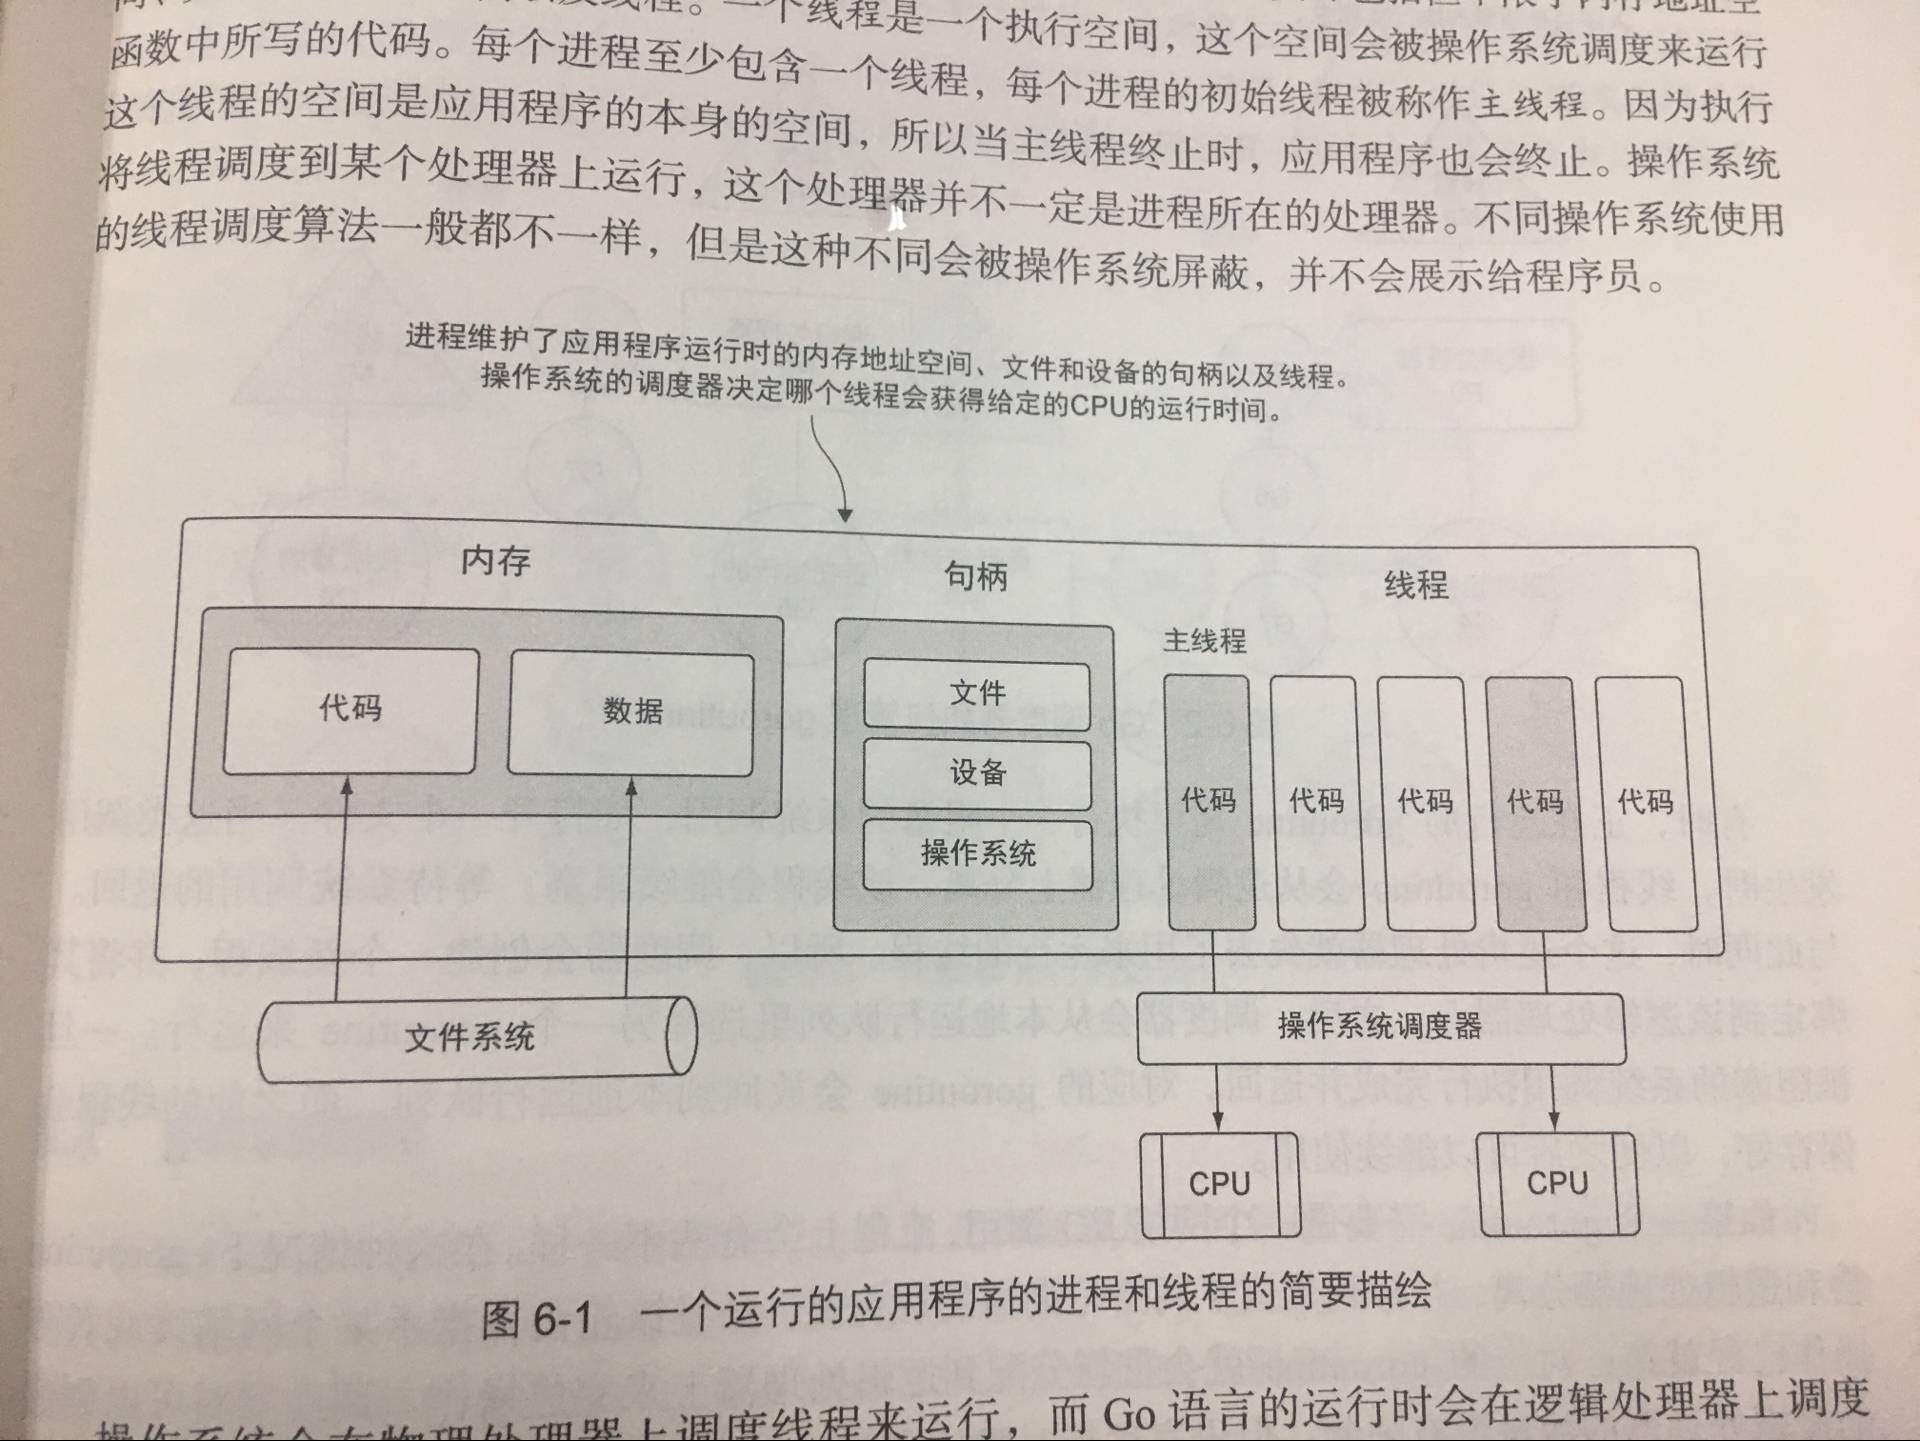 以及线程。一个线程是一个执行空间，这个空间会被操作系统调度来运行
函数中所写的代码。每个进程至少包含一个线程，每个进程的初始线程被称作主线程。因为执行
这个线程的空间是应用程序的本身的空间，所以当主线程终止时，应用程序也会终止。操作系统
将线程调度到某个处理器上运行，这个处理器并不一定是进程所在的处理器。不同操作系统使用
的线程调度算法一般都不一样，但是这种不同会被操作系统屏蔽，并不会展示给程序员。
进程维护了应用程序运行时的内存地址空间、文件和设备的句柄以及线程。
操作系统的调度器决定哪个线程会获得给定的CPU的运行时间。
内存
句柄
线程
主线程
代码
数据
文件
设备
操作系统
代码
代码
代码
代码
代码
文件系统
操作系统调度器
CPU
CPU
图 6-1 一个运行的应用程序的进程和线程的简要描绘
操作系统会在物理处理器上调度线程来运行，而 Go 语言的运行时会在逻辑处理器上调度